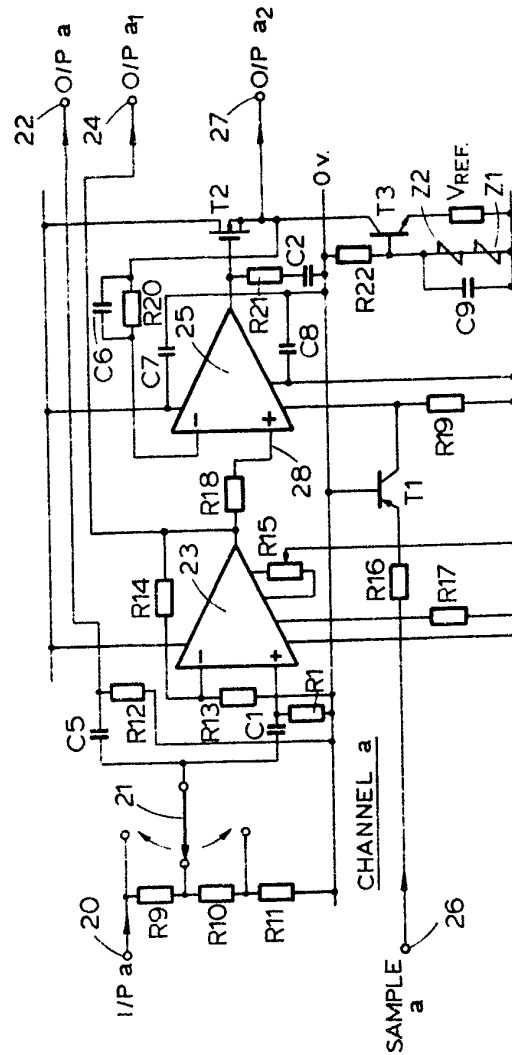 22
O/P a
24
O/P a1
27
O/P a2
C6
R20
T2
0v.
C7
25
R21
C2
R22
T3
VREF.
Z2
Z1
C9
C8
28
R18
R19
T1
R14
23
R15
R16
R17
C5
R12
R13
C1
R1
21
20
I/P a
R9
R10
R11
CHANNEL a
SAMPLE
a
26
−
+
−
+